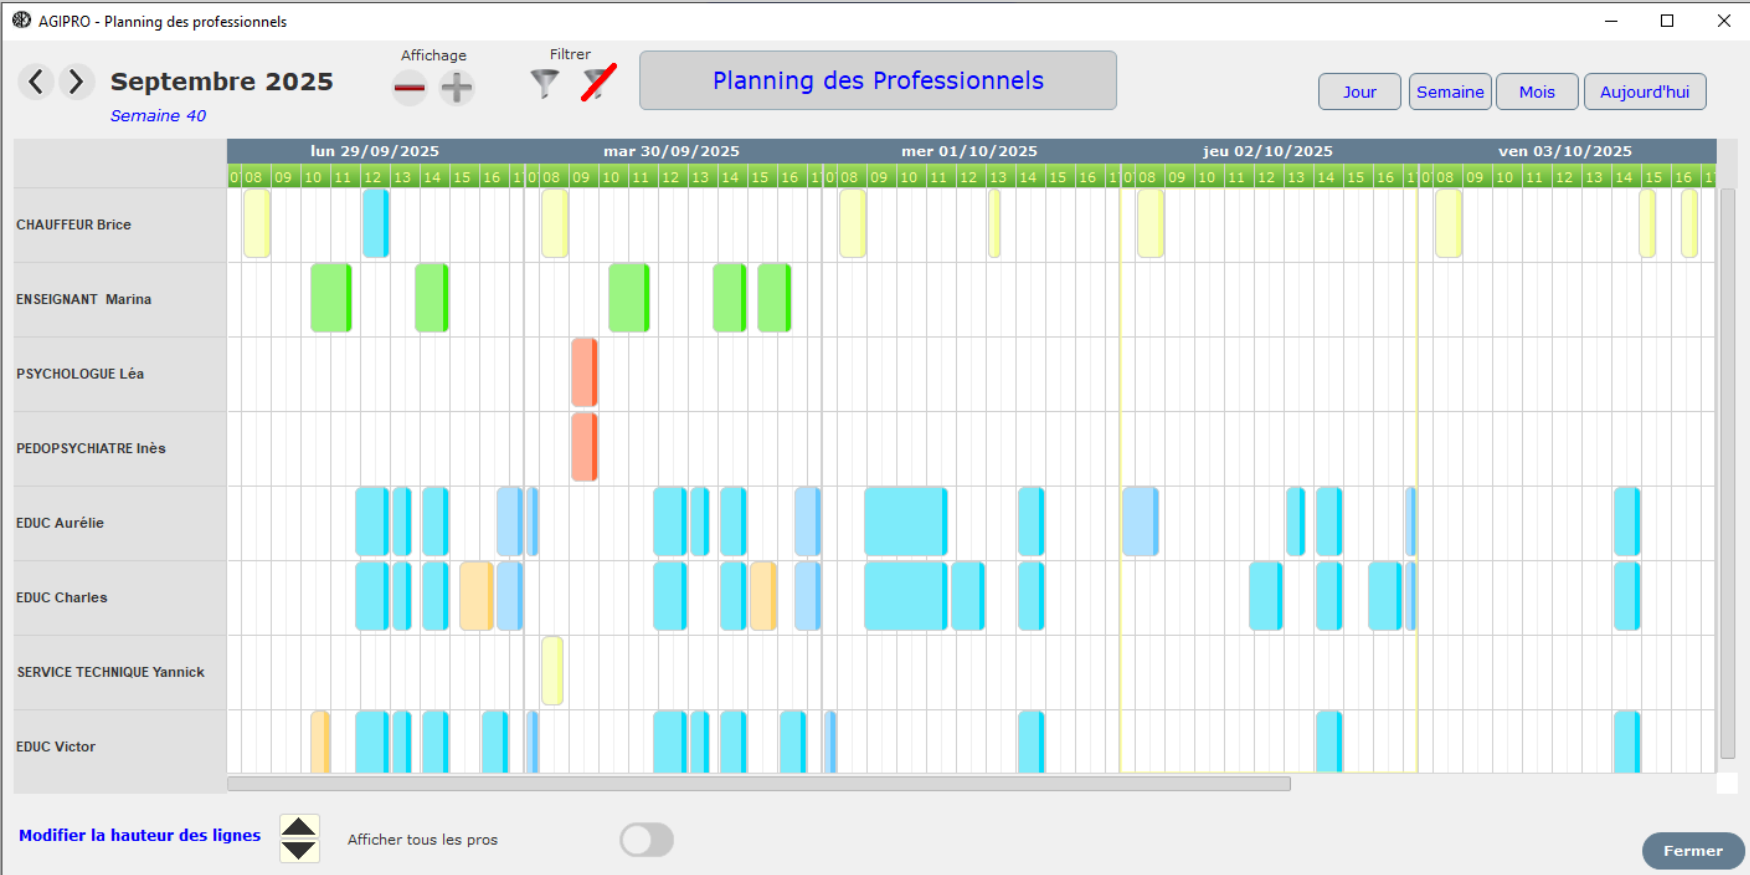 AGIPRO - Planning des professionnels
Affichage
Filtrer
Septembre 2025
Semaine 40
Planning des Professionnels
Jour
Semaine
Mois
Aujourd'hui
lun 29/09/2025 mar 30/09/2025 mer 01/10/2025 jeu 02/10/2025 ven 03/10/2025
08 09 10 11 12 13 14 15 16 08 09 10 11 12 13 14 15 16 08 09 10 11 12 13 14 15 16 08 09 10 11 12 13 14 15 16 08 09 10 11 12 13 14 15 16
CHAUFFEUR Brice
ENSEIGNANT Marina
PSYCHOLOGUE Léa
PEDOPSYCHIATRE Inès
EDUC Aurélie
EDUC Charles
SERVICE TECHNIQUE Yannick
EDUC Victor
Modifier la hauteur des lignes
Afficher tous les pros
Fermer